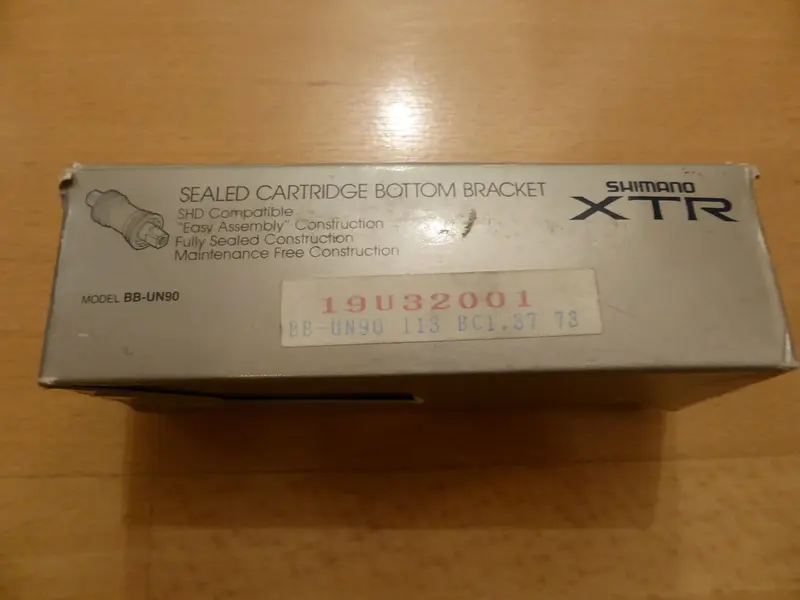 SEALED CARTRIDGE BOTTOM BRACKET
SHD Compatible
"Easy Assembly" Construction
Fully Sealed Construction
Maintenance Free Construction
SHIMANO
XTR
MODEL BB-UN90
19U32001
BB-UN90 113 BC1.37 73